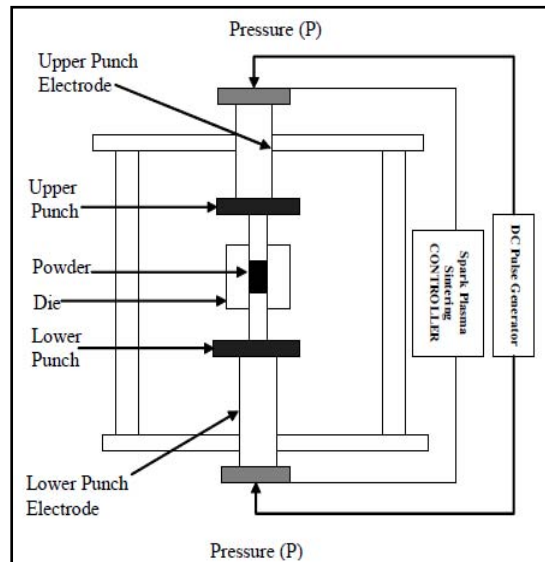 Pressure (P)
Upper Punch
Electrode
Upper
Punch
Powder
Die
Lower
Punch
Lower Punch
Electrode
Spark Plasma
Sintering
CONTROLLER
DC Pulse Generator
Pressure (P)